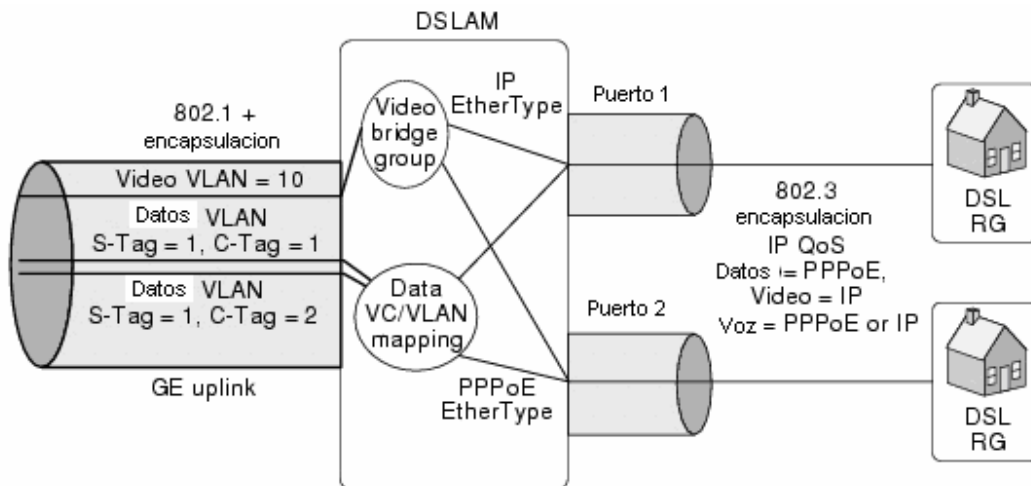 DSLAM
802.1 +
encapsulacion
Video VLAN = 10
Datos VLAN
S-Tag = 1, C-Tag = 1
Datos VLAN
S-Tag = 1, C-Tag = 2
GE uplink
Video
bridge
group
IP
EtherType
Data
VC/VLAN
mapping
PPPoE
EtherType
Puerto 1
Puerto 2
802.3
encapsulacion
IP QoS
Datos = PPPoE,
Video = IP
Voz = PPPoE or IP
DSL
RG
DSL
RG